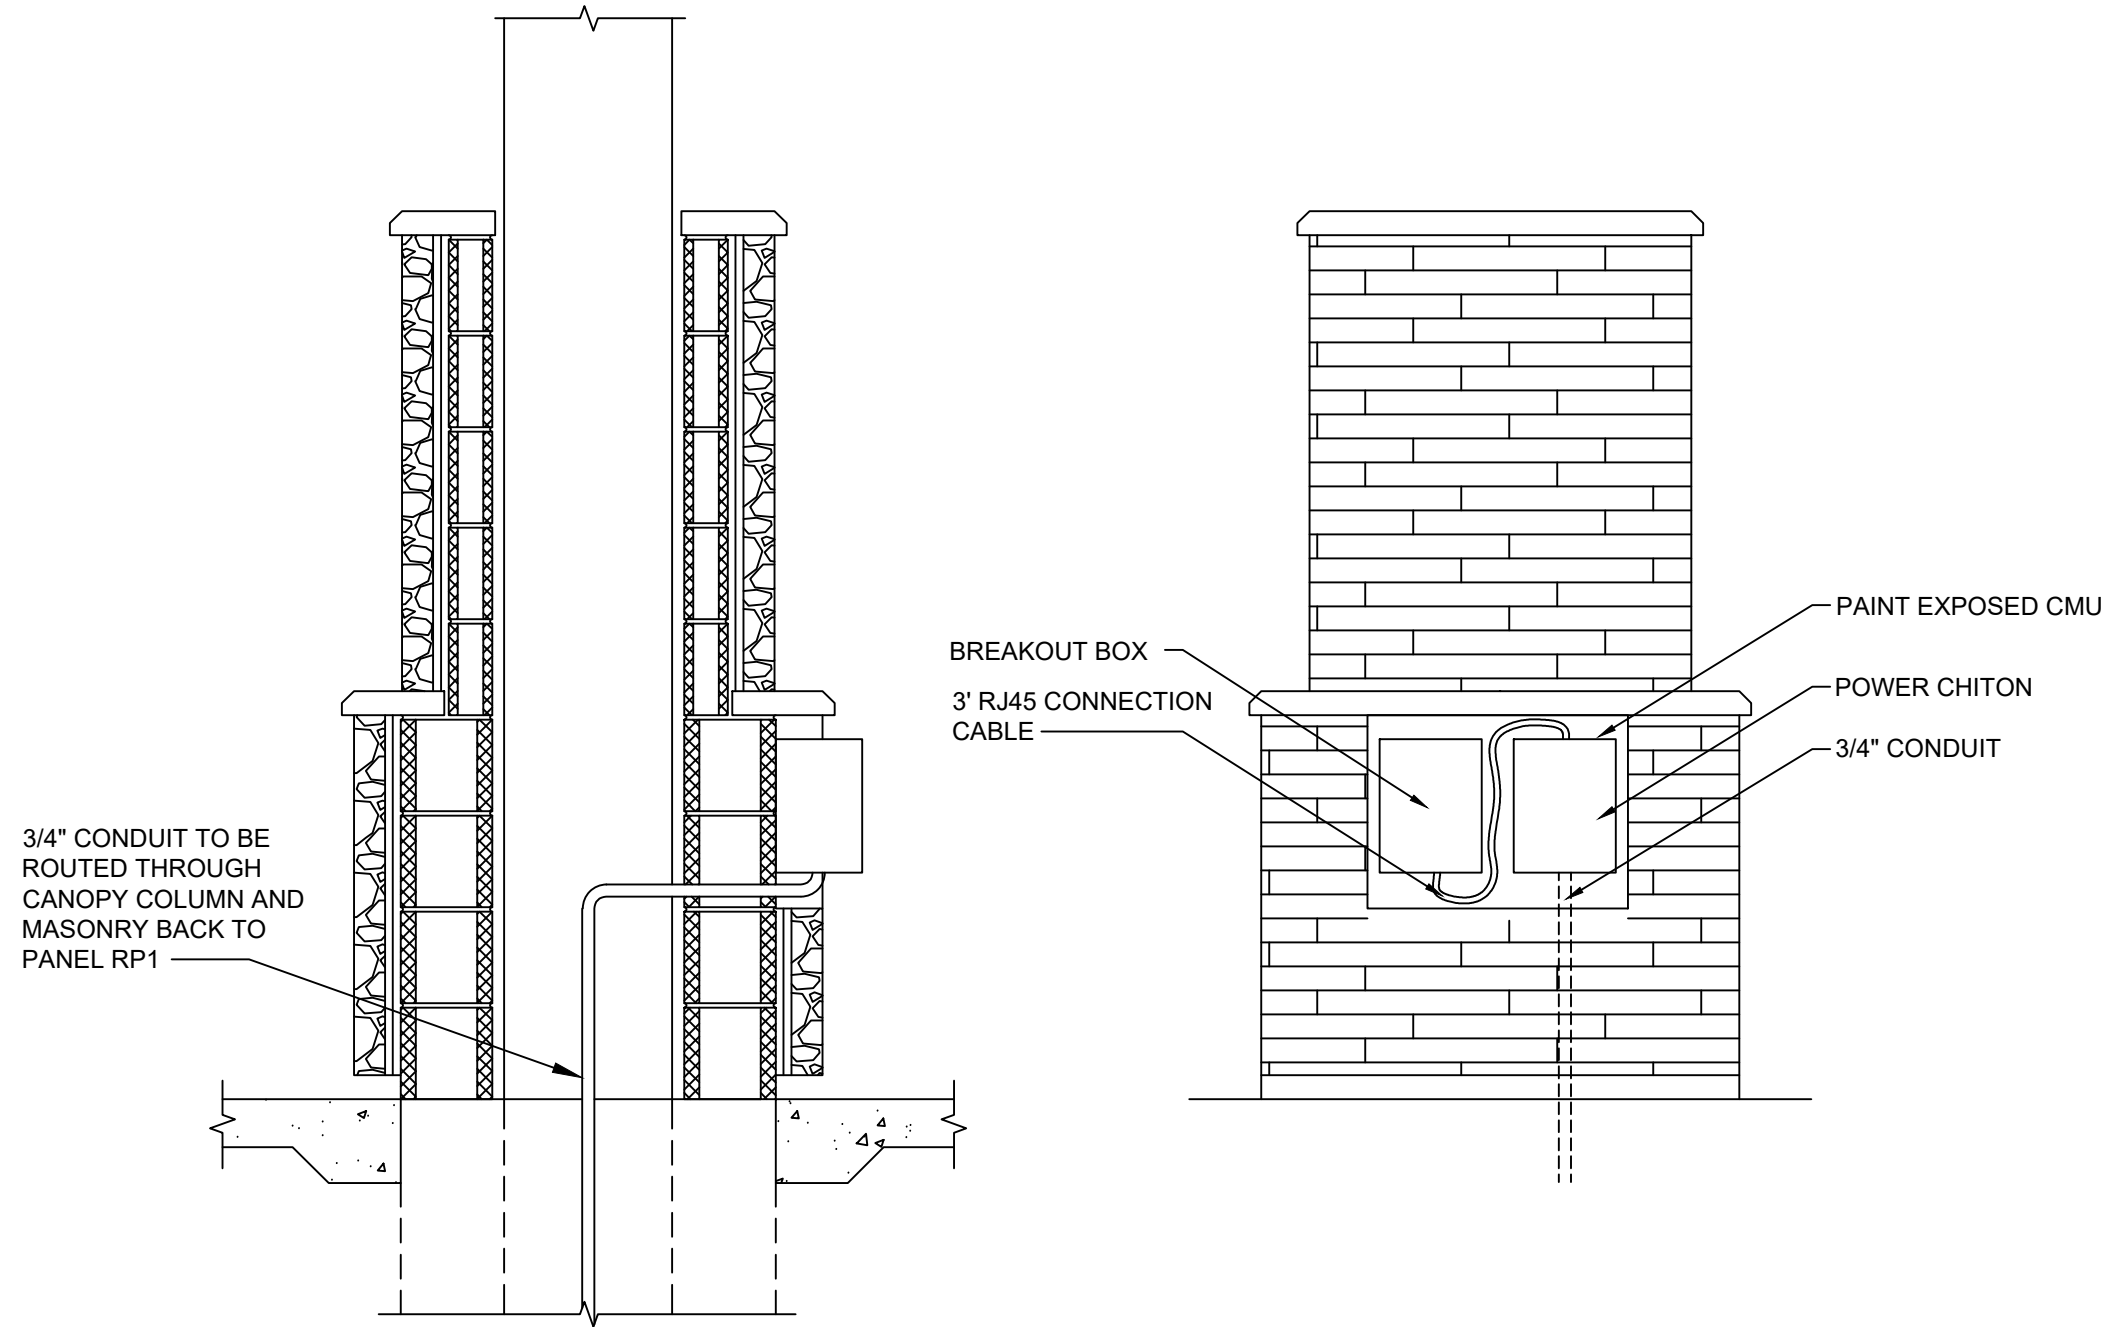 3/4" CONDUIT TO BE
ROUTED THROUGH
CANOPY COLUMN AND
MASONRY BACK TO
PANEL RP1
BREAKOUT BOX
3' RJ45 CONNECTION
CABLE
PAINT EXPOSED CMU
POWER CHITON
3/4" CONDUIT